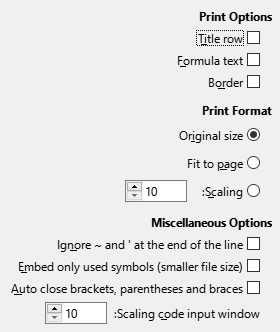 Print Options
Title row
Formula text
Border
Print Format
Original size
Fit to page
Scaling: 10
Miscellaneous Options
Ignore ~ and ' at the end of the line
Embed only used symbols (smaller file size)
Auto close brackets, parentheses and braces
Scaling code input window: 10